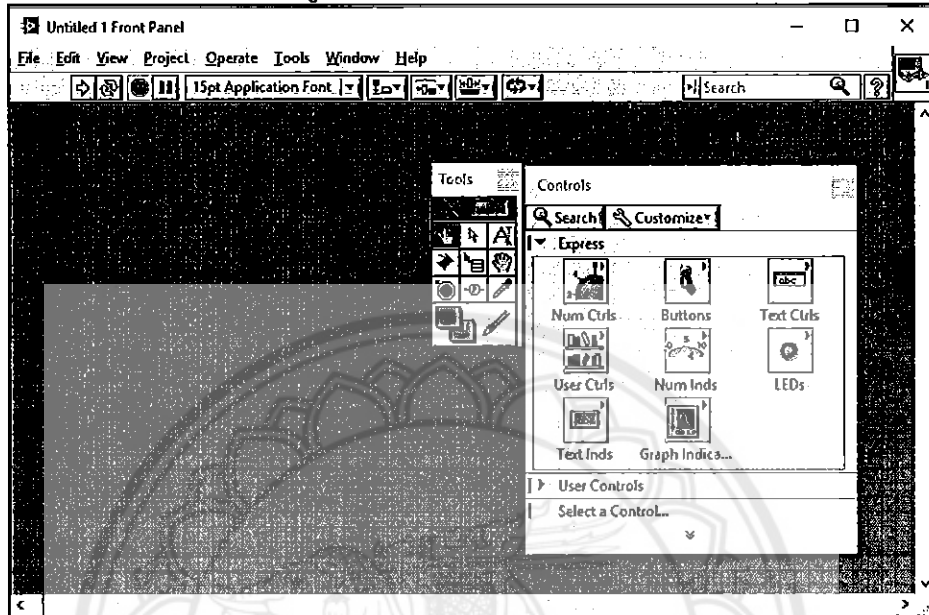 Untitled 1 Front Panel
File Edit View Project Operate Tools Window Help
15pt Application Font Search ?
Tools
Controls
Search Customize
A
Express
abc
Num Ctrls Buttons Text Ctrls
User Ctrls Num Inds LEDs
Text Inds Graph Indica...
User Controls
Select a Control...